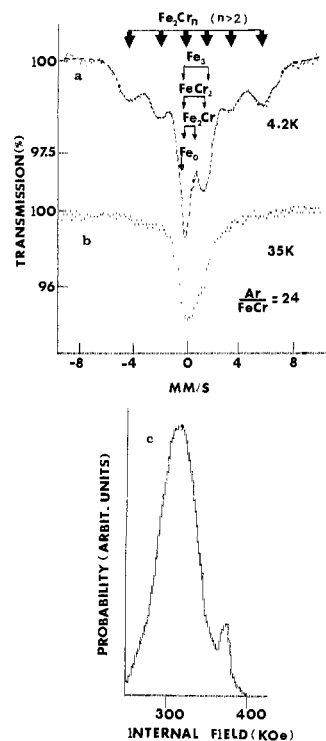 Fe2Crn (n>2)
100
a
Fe3
FeCr2
Fe2Cr
Fe0
4.2K
97.5
TRANSMISSION(%)
100
b
35K
96
Ar/FeCr = 24
-8 -4 0 4 8
MM/S
c
PROBABILITY (ARBIT. UNITS)
300 400
INTERNAL FIELD(KOe)